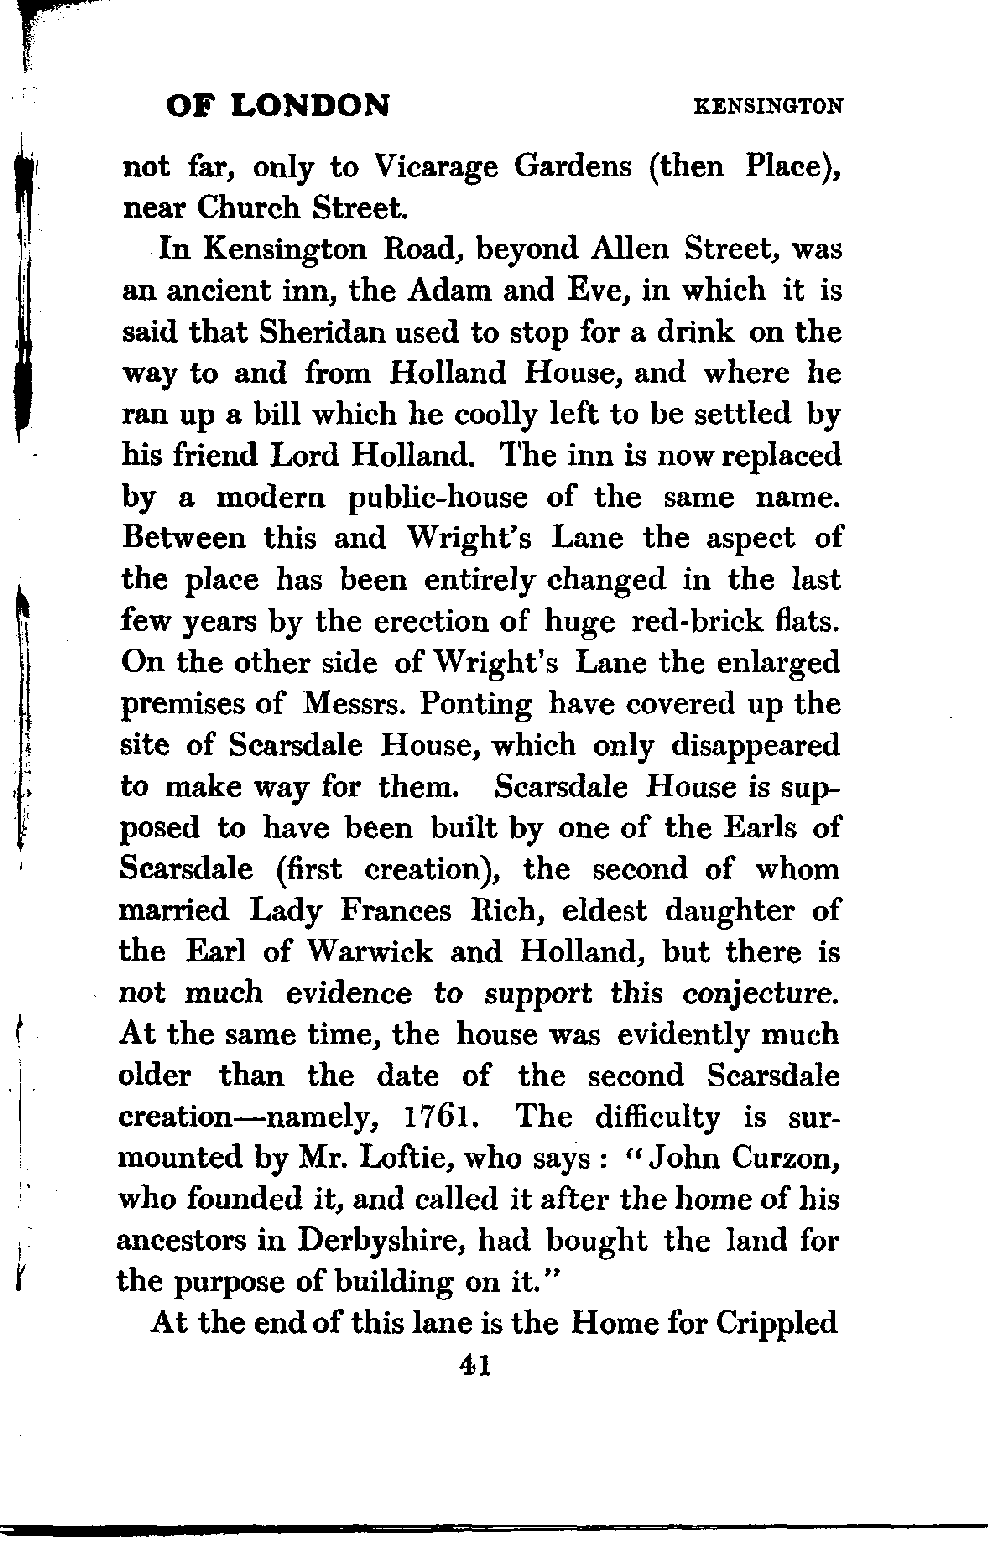 OF LONDON KENSINGTON
not far, only to Vicarage Gardens (then Place),
near Church Street.
In Kensington Road, beyond Allen Street, was
an ancient inn, the Adam and Eve, in which it is
said that Sheridan used to stop for a drink on the
way to and from Holland House, and where he
ran up a bill which he coolly left to be settled by
his friend Lord Holland. The inn is now replaced
by a modern public-house of the same name.
Between this and Wright's Lane the aspect of
the place has been entirely changed in the last
few years by the erection of huge red-brick flats.
On the other side of Wright's Lane the enlarged
premises of Messrs. Ponting have covered up the
site of Scarsdale House, which only disappeared
to make way for them. Scarsdale House is sup-
posed to have been built by one of the Earls of
Scarsdale (first creation), the second of whom
married Lady Frances Rich, eldest daughter of
the Earl of Warwick and Holland, but there is
not much evidence to support this conjecture.
At the same time, the house was evidently much
older than the date of the second Scarsdale
creation—namely, 1761. The difficulty is sur-
mounted by Mr. Loftie, who says: "John Curzon,
who founded it, and called it after the home of his
ancestors in Derbyshire, had bought the land for
the purpose of building on it."
At the end of this lane is the Home for Crippled
41